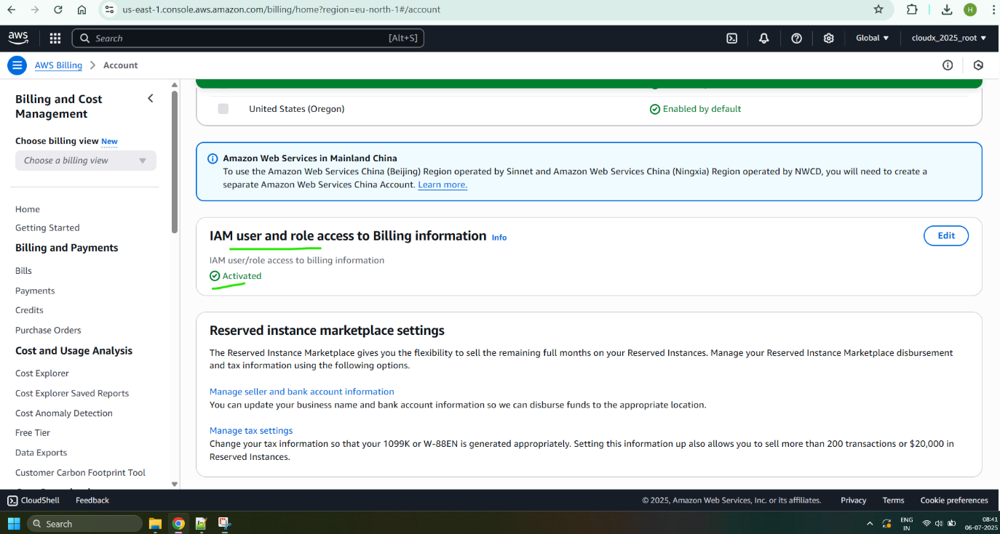 us-east-1.console.aws.amazon.com/billing/home?region=eu-north-1#/account
H
aws
Search
[Alt+S]
Global
cloudx_2025_root
AWS Billing
Account
Billing and Cost
Management
Choose billing view New
Choose a billing view
Home
Getting Started
Billing and Payments
Bills
Payments
Credits
Purchase Orders
Cost and Usage Analysis
Cost Explorer
Cost Explorer Saved Reports
Cost Anomaly Detection
Free Tier
Data Exports
Customer Carbon Footprint Tool
United States (Oregon)
Enabled by default
Amazon Web Services in Mainland China
To use the Amazon Web Services China (Beijing) Region operated by Sinnet and Amazon Web Services China (Ningxia) Region operated by NWCD, you will need to create a
separate Amazon Web Services China Account. Learn more.
IAM user and role access to Billing information Info
Edit
IAM user/role access to billing information
Activated
Reserved instance marketplace settings
The Reserved Instance Marketplace gives you the flexibility to sell the remaining full months on your Reserved Instances. Manage your Reserved Instance Marketplace disbursement
and tax information using the following options.
Manage seller and bank account information
You can update your business name and bank account information so we can disburse funds to the appropriate location.
Manage tax settings
Change your tax information so that your 1099K or W-88EN is generated appropriately. Setting this information up also allows you to sell more than 200 transactions or $20,000 in
Reserved Instances.
CloudShell
Feedback
© 2025, Amazon Web Services, Inc. or its affiliates.
Privacy
Terms
Cookie preferences
Search
ENG
IN
08:41
06-07-2025